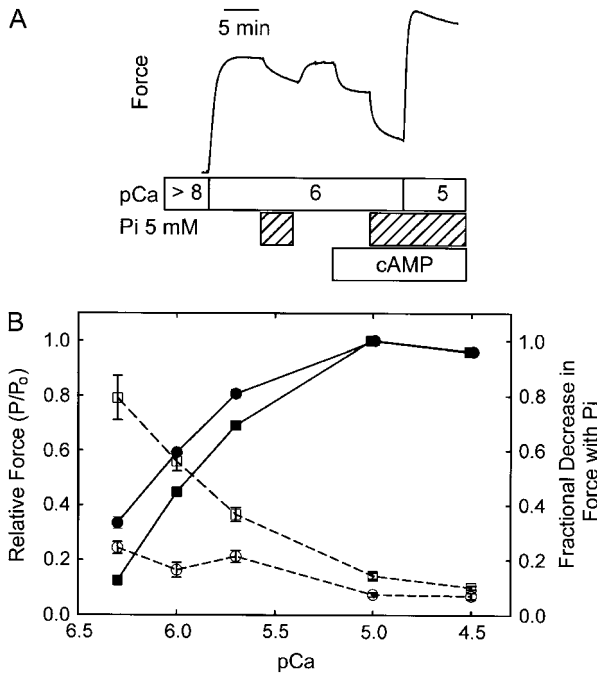 A
5 min
Force
pCa > 8 6 5
Pi 5 mM
cAMP
B
Relative Force (P/P₀)
1.0
0.8
0.6
0.4
0.2
0.0
6.5 6.0 5.5 5.0 4.5
pCa
1.0
0.8
0.6
0.4
0.2
0.0
Fractional Decrease in
Force with Pi